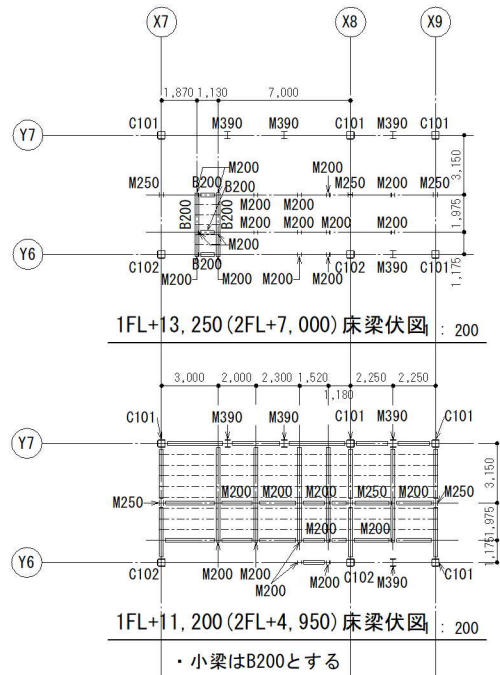 X7 X8 X9
1,870 1,130 7,000
C101 M390 M390 C101 M390 C101
Y7
M200
M200
M250 B200 M250 M200 M250
B200
M200 M200
B200 B200
M200 M200 M200
M200
Y6
C102 B200 C102 M390 C101
M200 M200 M200 M200
3,150
1,975
1,175
1FL+13,250(2FL+7,000)床梁伏図 1 : 200
3,000 2,000 2,300 1,520 2,250 2,250
1,180
C101 M390 M390 C101 M390 C101
Y7
M200 M200 M200 M250 M200
M250 M250
M200 M200
Y6
C102 M200 M200 M200 M200 C102 M390 C101
3,150
1,975
1,175
1FL+11,200(2FL+4,950)床梁伏図 1 : 200
・小梁はB200とする